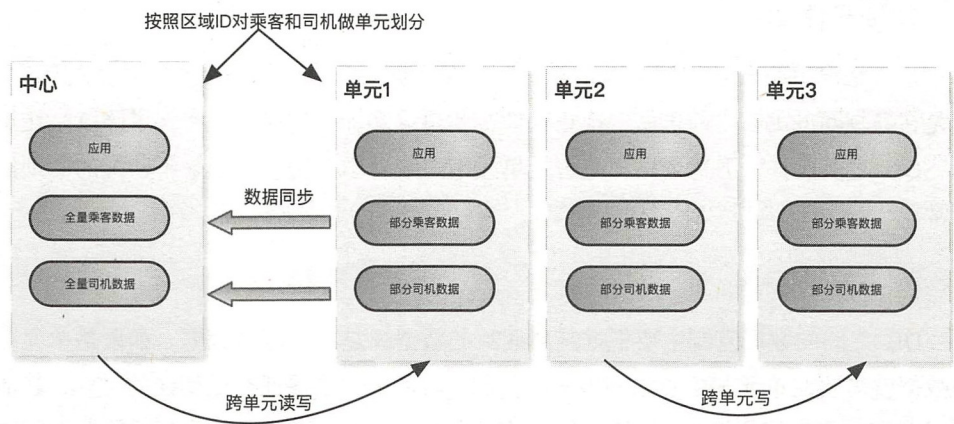 按照区域ID对乘客和司机做单元划分
中心
应用
全量乘客数据
全量司机数据
数据同步
单元1
应用
部分乘客数据
部分司机数据
单元2
应用
部分乘客数据
部分司机数据
单元3
应用
部分乘客数据
部分司机数据
跨单元读写
跨单元写